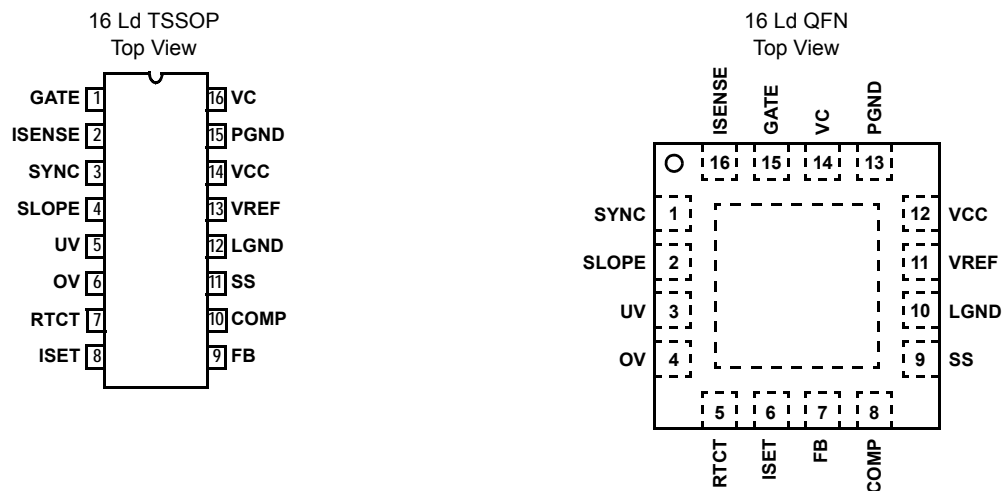 16 Ld TSSOP
Top View
GATE 1 16 VC
ISENSE 2 15 PGND
SYNC 3 14 VCC
SLOPE 4 13 VREF
UV 5 12 LGND
OV 6 11 SS
RTCT 7 10 COMP
ISET 8 9 FB
16 Ld QFN
Top View
ISENSE GATE VC PGND
16 15 14 13
SYNC 1 12 VCC
SLOPE 2 11 VREF
UV 3 10 LGND
OV 4 9 SS
5 6 7 8
RTCT ISET FB COMP